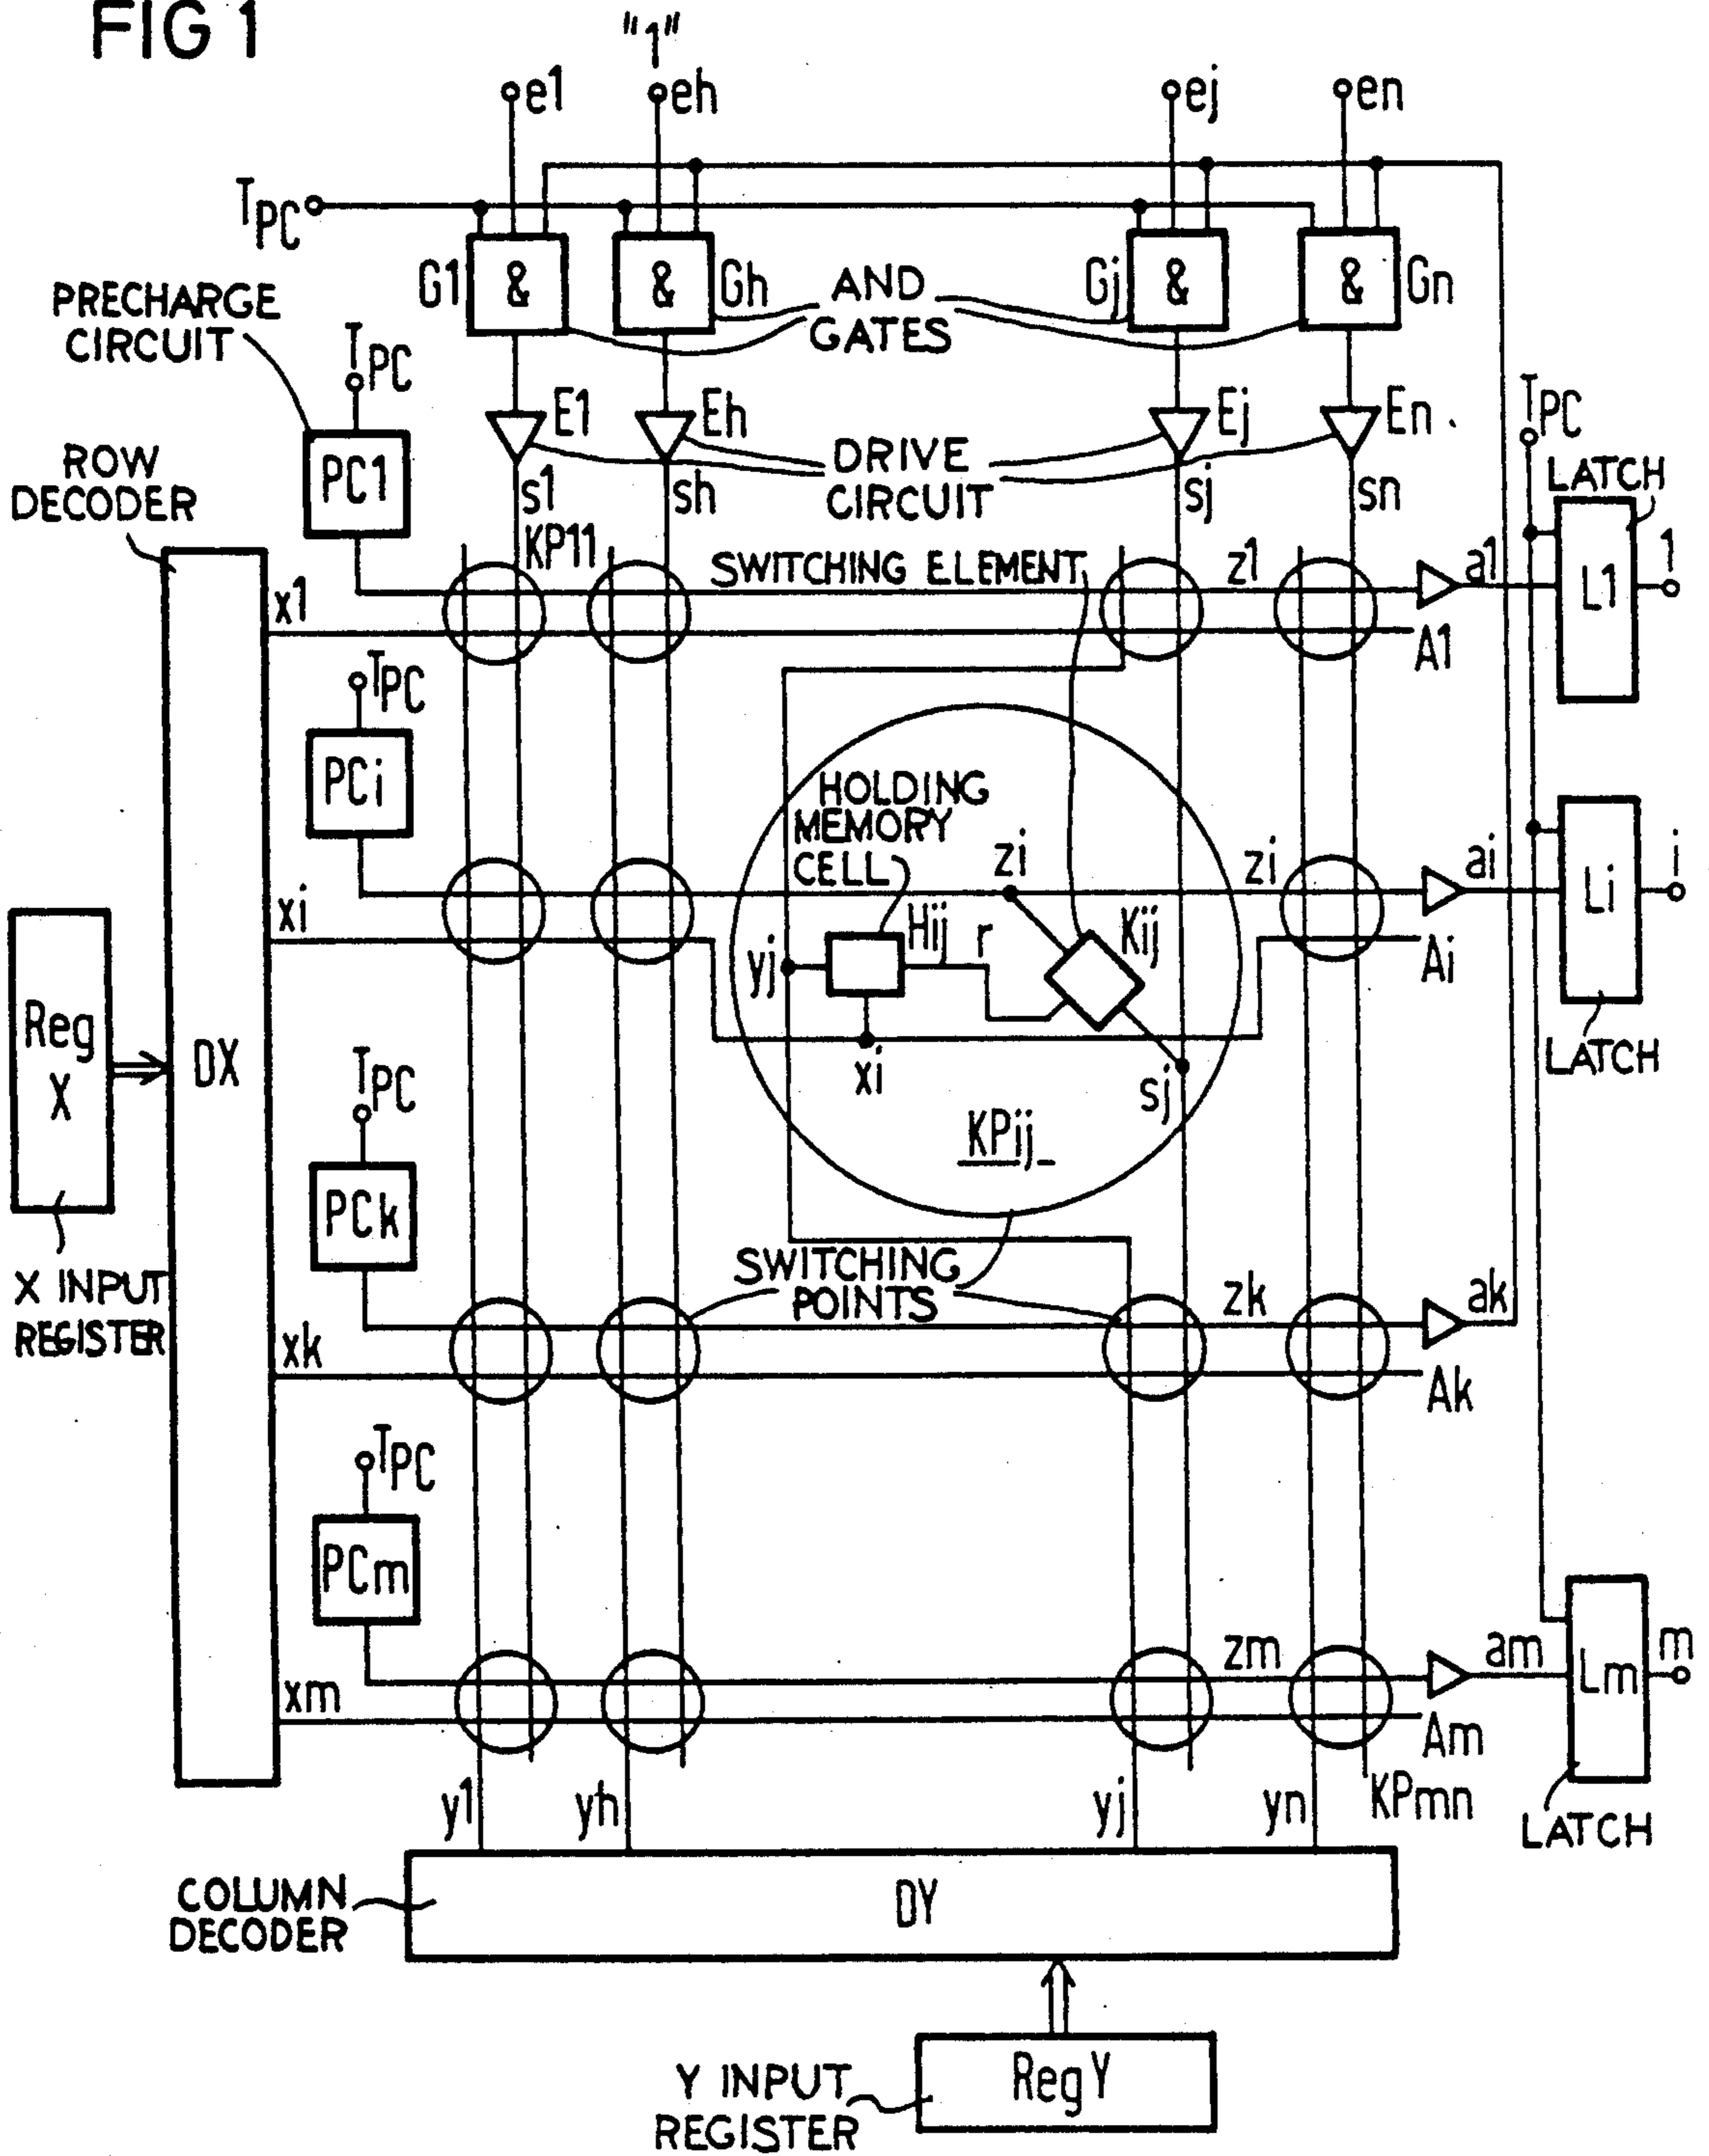 FIG 1
"1"
e1
eh
ej
en
TPC
G1
&
&
Gh
AND
GATES
Gj
&
&
Gn
PRECHARGE
CIRCUIT
TPC
E1
Eh
Ej
En
TPC
ROW
DECODER
PC1
s1
sh
DRIVE
CIRCUIT
sj
sn
LATCH
KP11
SWITCHING ELEMENT
z1
a1
L1
1
x1
A1
TPC
PCi
HOLDING
MEMORY
CELL
zi
zi
ai
Li
i
xi
yj
Hij
r
Kij
Ai
Reg
X
DX
TPC
xi
sj
LATCH
KPij
PCk
X INPUT
REGISTER
SWITCHING
POINTS
zk
ak
xk
Ak
TPC
PCm
zm
am
Lm
m
xm
Am
y1
yh
yj
yn
KPmn
LATCH
COLUMN
DECODER
DY
Y INPUT
REGISTER
Reg Y